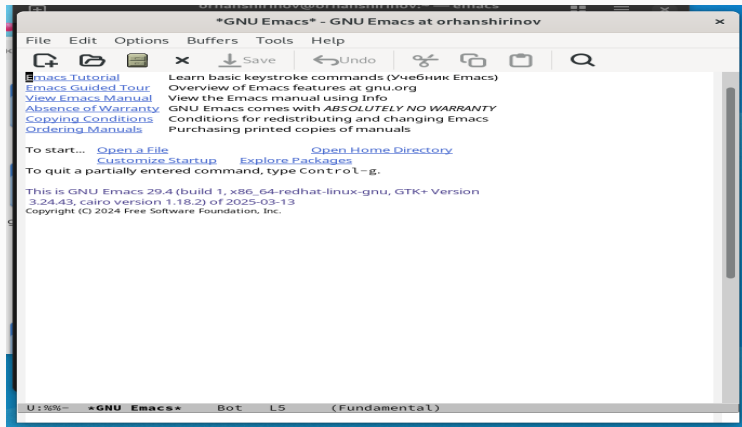 orhanshirinov@orhanshirinov:~ — emacs
*GNU Emacs* - GNU Emacs at orhanshirinov
File Edit Options Buffers Tools Help
Save Undo
Emacs Tutorial Learn basic keystroke commands (Учебник Emacs)
Emacs Guided Tour Overview of Emacs features at gnu.org
View Emacs Manual View the Emacs manual using Info
Absence of Warranty GNU Emacs comes with ABSOLUTELY NO WARRANTY
Copying Conditions Conditions for redistributing and changing Emacs
Ordering Manuals Purchasing printed copies of manuals
To start... Open a File Open Home Directory
Customize Startup Explore Packages
To quit a partially entered command, type Control-g.
This is GNU Emacs 29.4 (build 1, x86_64-redhat-linux-gnu, GTK+ Version
3.24.43, cairo version 1.18.2) of 2025-03-13
Copyright (C) 2024 Free Software Foundation, Inc.
U:%%- *GNU Emacs* Bot L5 (Fundamental)